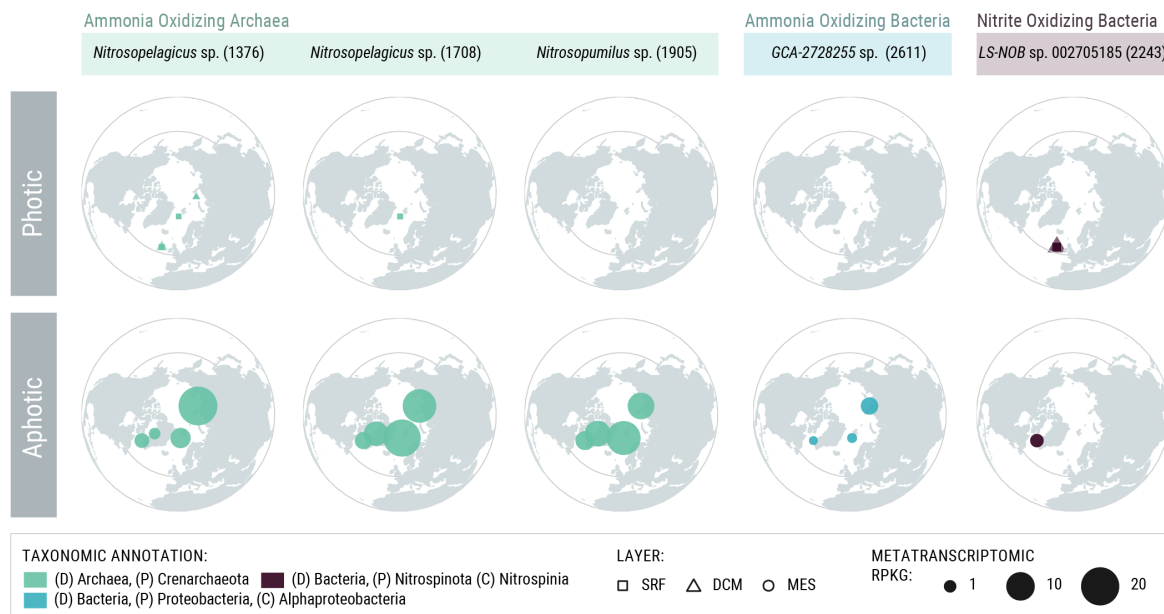 Ammonia Oxidizing Archaea
Ammonia Oxidizing Bacteria
Nitrite Oxidizing Bacteria
Nitrosopelagicus sp. (1376)
Nitrosopelagicus sp. (1708)
Nitrosopumilus sp. (1905)
GCA-2728255 sp. (2611)
LS-NOB sp. 002705185 (2243)
Photic
Aphotic
TAXONOMIC ANNOTATION:
(D) Archaea, (P) Crenarchaeota
(D) Bacteria, (P) Nitrospinota (C) Nitrospinia
(D) Bacteria, (P) Proteobacteria, (C) Alphaproteobacteria
LAYER:
SRF
DCM
MES
METATRANSCRIPTOMIC
RPKG:
1
10
20